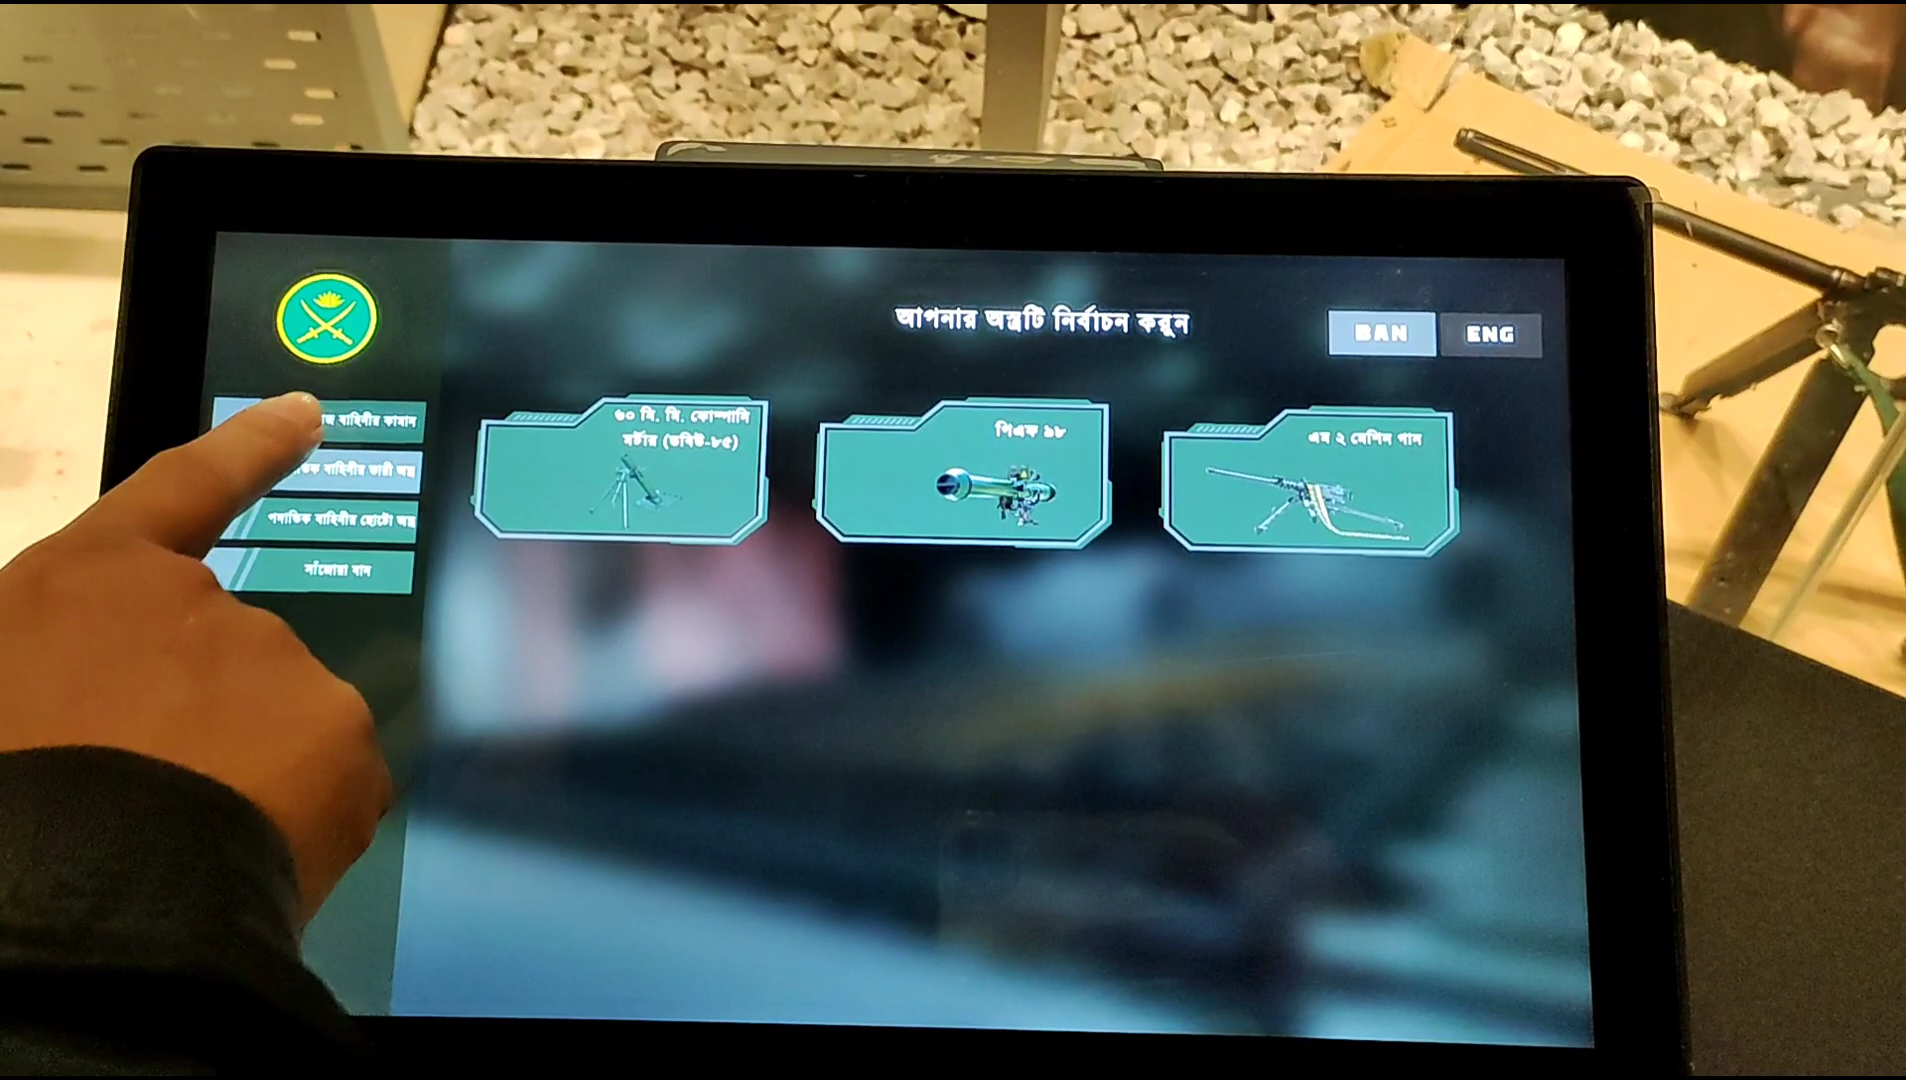 আপনার অস্ত্রটি নির্বাচন করুন
BAN
ENG
বাহিনীর কামান
বাহিনীর ভারী অস্ত্র
পদাতিক বাহিনীর ছোটো অস্ত্র
সাঁজোয়া যান
৬০ মি. মি. কোম্পানি
মর্টার (ডবিউ-৮৫)
পিএফ ৯৮
এম ২ মেশিন গান